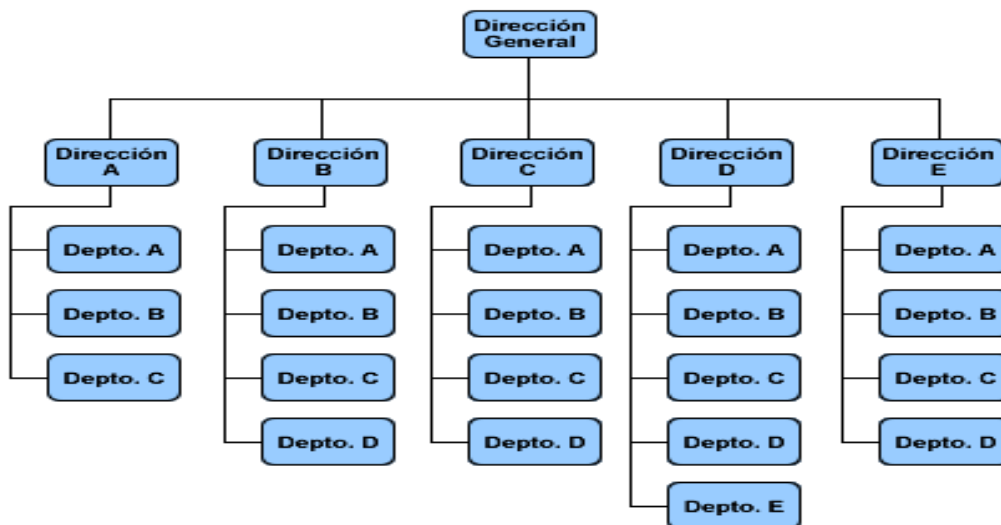 Dirección
General
Dirección
A
Dirección
B
Dirección
C
Dirección
D
Dirección
E
Depto. A
Depto. A
Depto. A
Depto. A
Depto. A
Depto. B
Depto. B
Depto. B
Depto. B
Depto. B
Depto. C
Depto. C
Depto. C
Depto. C
Depto. C
Depto. D
Depto. D
Depto. D
Depto. D
Depto. E